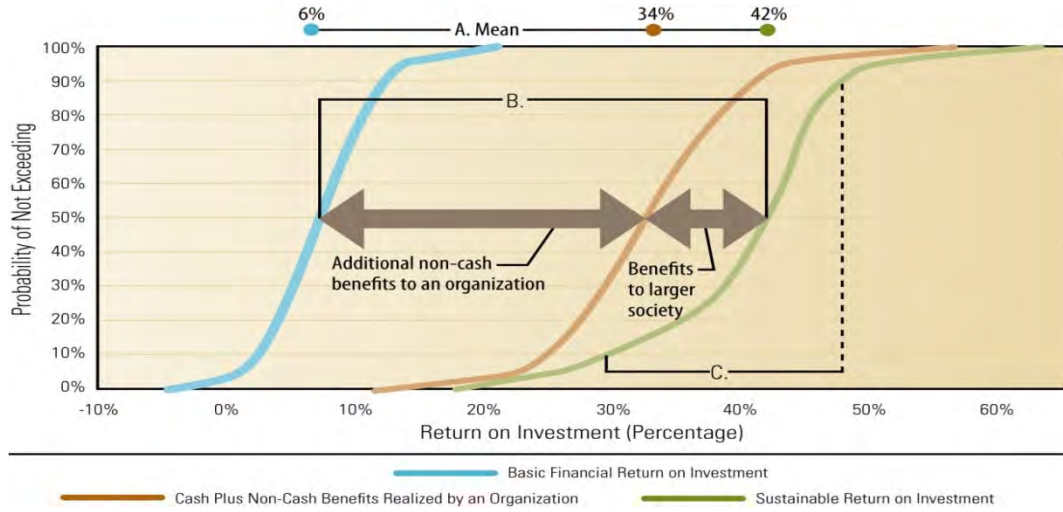 6% 34% 42%
A. Mean
100%
90%
80%
70%
60%
50%
40%
30%
20%
10%
0%
Probability of Not Exceeding
B.
Additional non-cash
benefits to an organization
Benefits
to larger
society
C.
-10% 0% 10% 20% 30% 40% 50% 60%
Return on Investment (Percentage)
Basic Financial Return on Investment
Cash Plus Non-Cash Benefits Realized by an Organization Sustainable Return on Investment